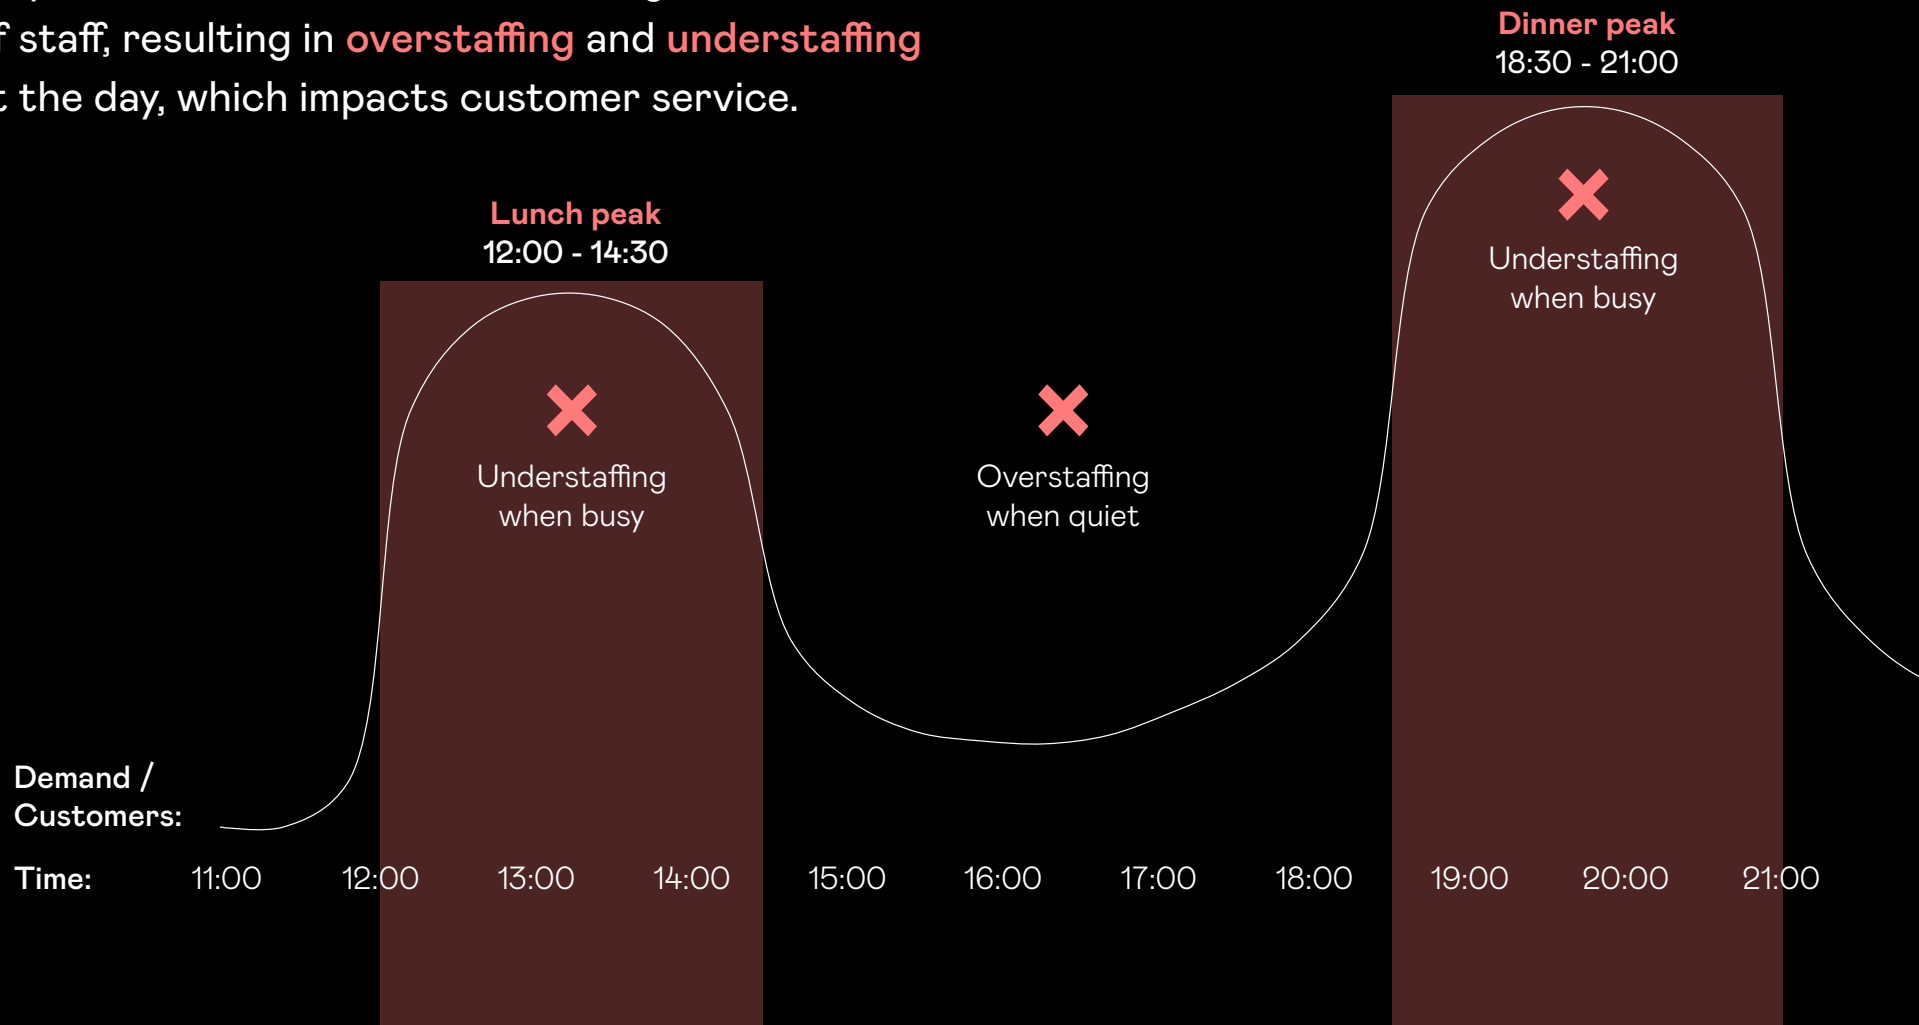 staff, resulting in overstaffing and understaffing
the day, which impacts customer service.
Dinner peak
18:30 - 21:00
Lunch peak
12:00 - 14:30
Understaffing
when busy
Understaffing
when busy
Overstaffing
when quiet
Demand /
Customers:
Time: 11:00 12:00 13:00 14:00 15:00 16:00 17:00 18:00 19:00 20:00 21:00